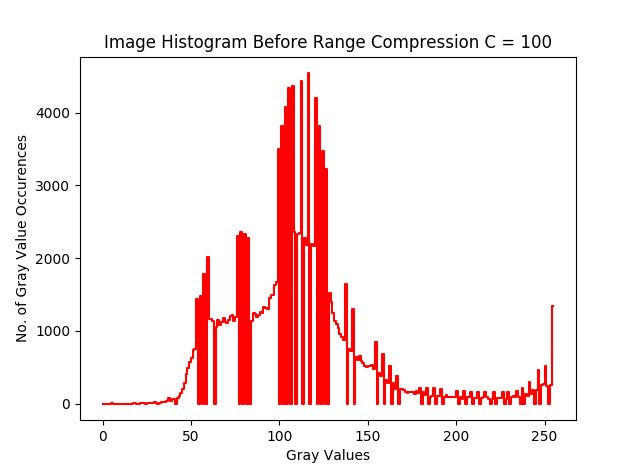 Image Histogram Before Range Compression C = 100
No. of Gray Value Occurences
4000
3000
2000
1000
0
0 50 100 150 200 250
Gray Values